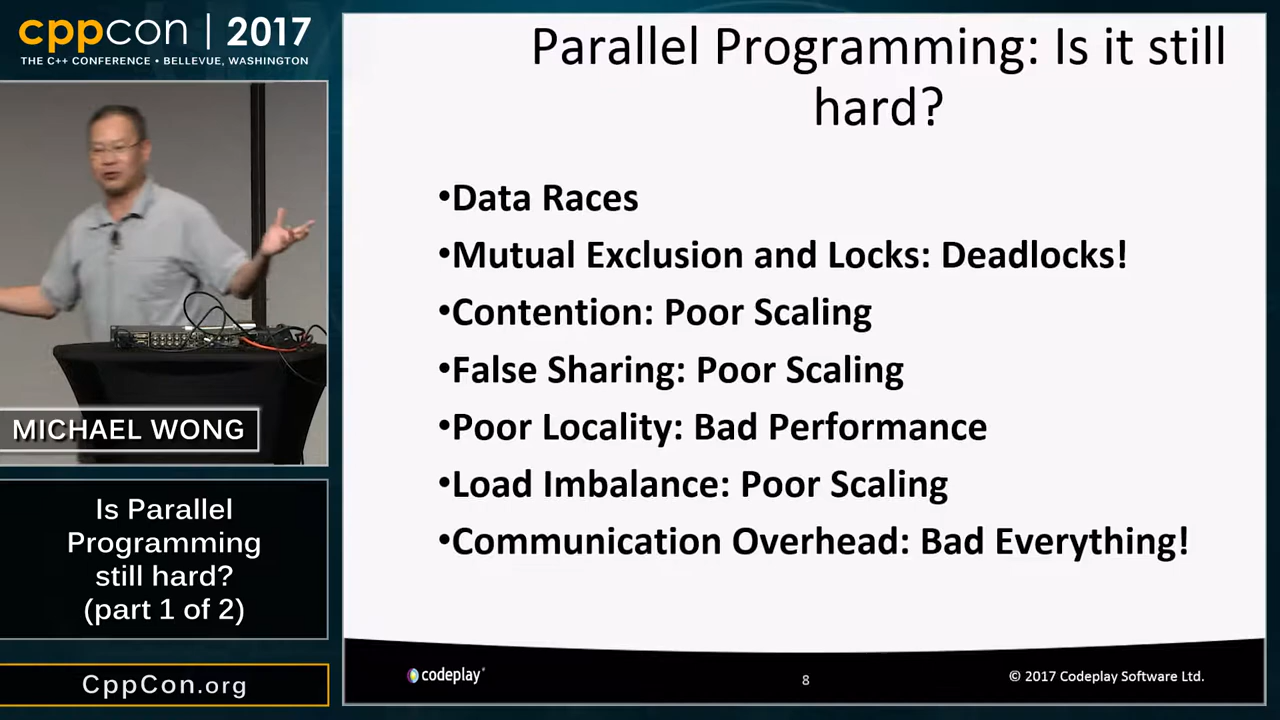 cppcon | 2017
THE C++ CONFERENCE • BELLEVUE, WASHINGTON
MICHAEL WONG
Is Parallel
Programming
still hard?
(part 1 of 2)
CppCon.org
Parallel Programming: Is it still
hard?
•Data Races
•Mutual Exclusion and Locks: Deadlocks!
•Contention: Poor Scaling
•False Sharing: Poor Scaling
•Poor Locality: Bad Performance
•Load Imbalance: Poor Scaling
•Communication Overhead: Bad Everything!
codeplay®
8
© 2017 Codeplay Software Ltd.